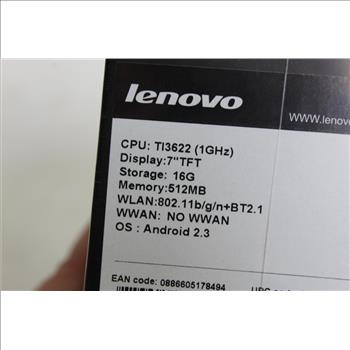 lenovo
www.lenovo
CPU: TI3622 (1GHz)
Display:7"TFT
Storage: 16G
Memory:512MB
WLAN:802.11b/g/n+BT2.1
WWAN: NO WWAN
OS : Android 2.3
EAN code: 0886605178494